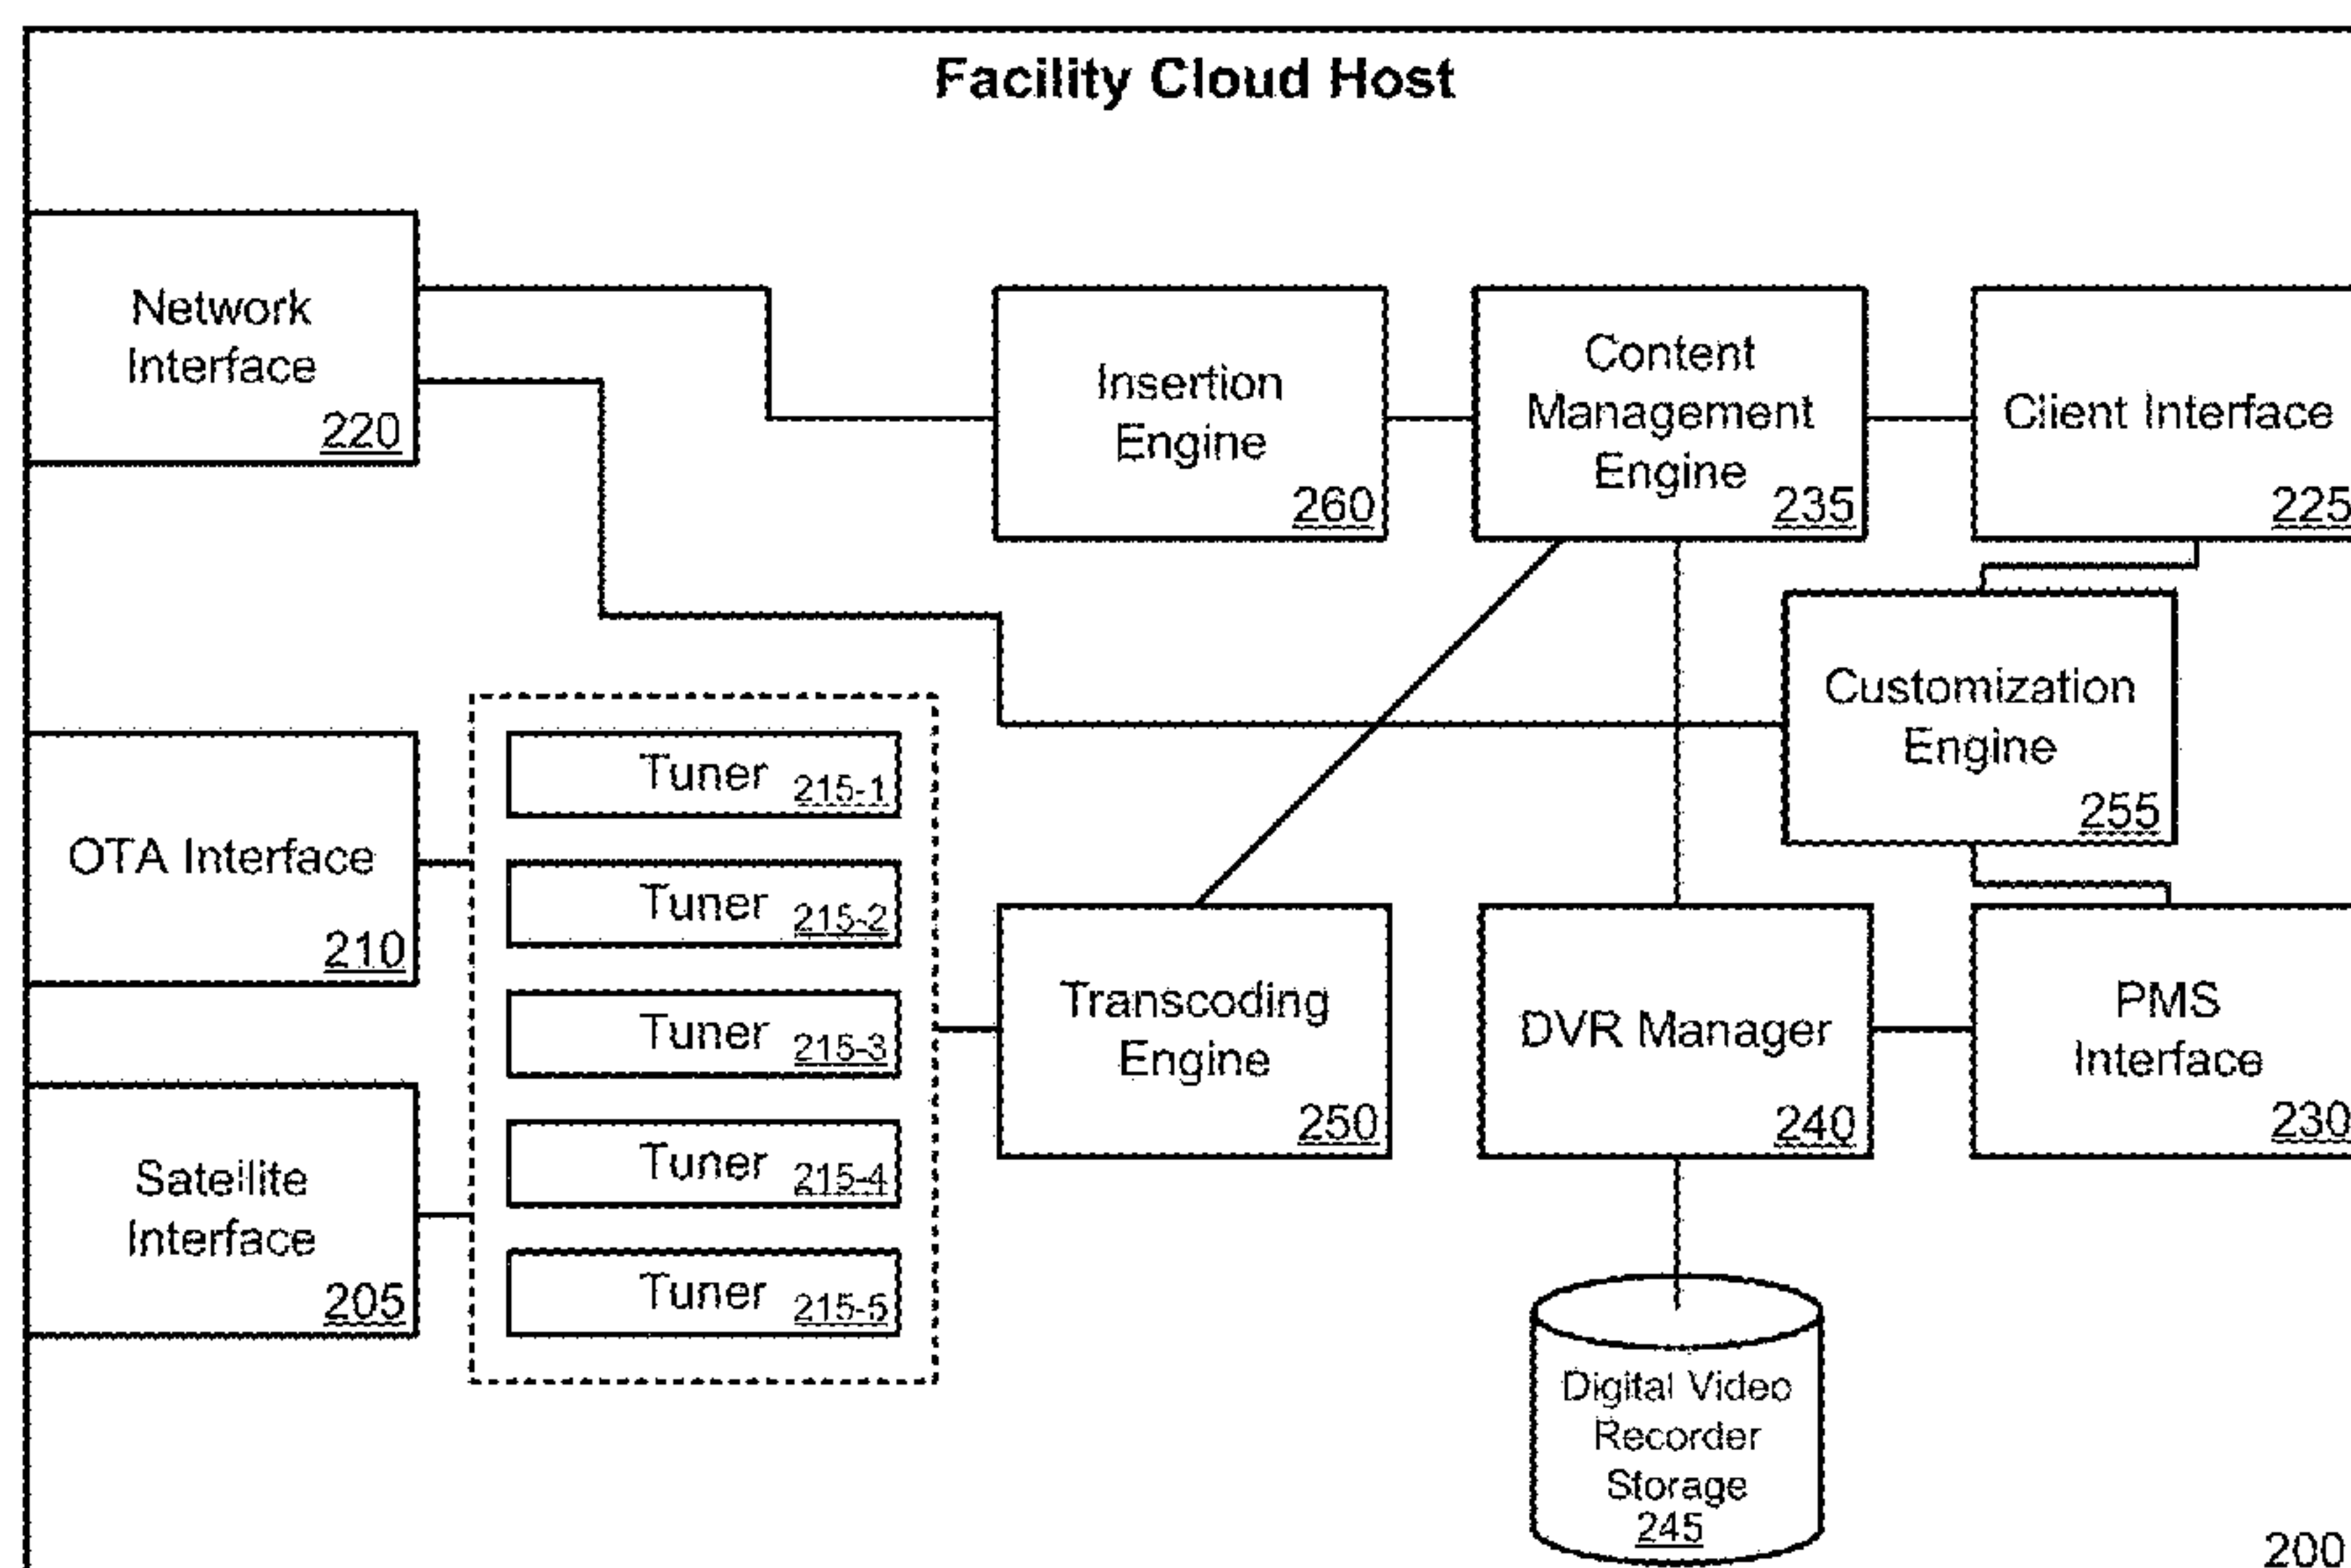 Facility Cloud Host
Network
Interface
220
Insertion
Engine
260
Content
Management
Engine
235
Client Interface
225
Customization
Engine
255
OTA Interface
210
Tuner 215-1
Tuner 215-2
Tuner 215-3
Tuner 215-4
Tuner 215-5
Satellite
Interface
205
Transcoding
Engine
250
DVR Manager
240
PMS
Interface
230
Digital Video
Recorder
Storage
245
200